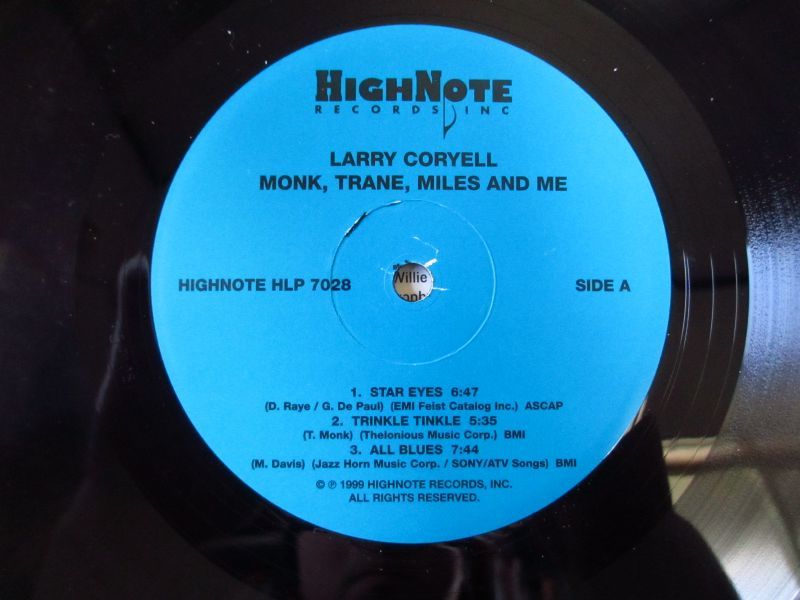 HIGHNOTE
RECORDS, INC
LARRY CORYELL
MONK, TRANE, MILES AND ME
HIGHNOTE HLP 7028
SIDE A
Willie
1. STAR EYES 6:47
(D. Raye / G. De Paul) (EMI Feist Catalog Inc.) ASCAP
2. TRINKLE TINKLE 5:35
(T. Monk) (Thelonious Music Corp.) BMI
3. ALL BLUES 7:44
(M. Davis) (Jazz Horn Music Corp. / SONY/ATV Songs) BMI
© ℗ 1999 HIGHNOTE RECORDS, INC.
ALL RIGHTS RESERVED.